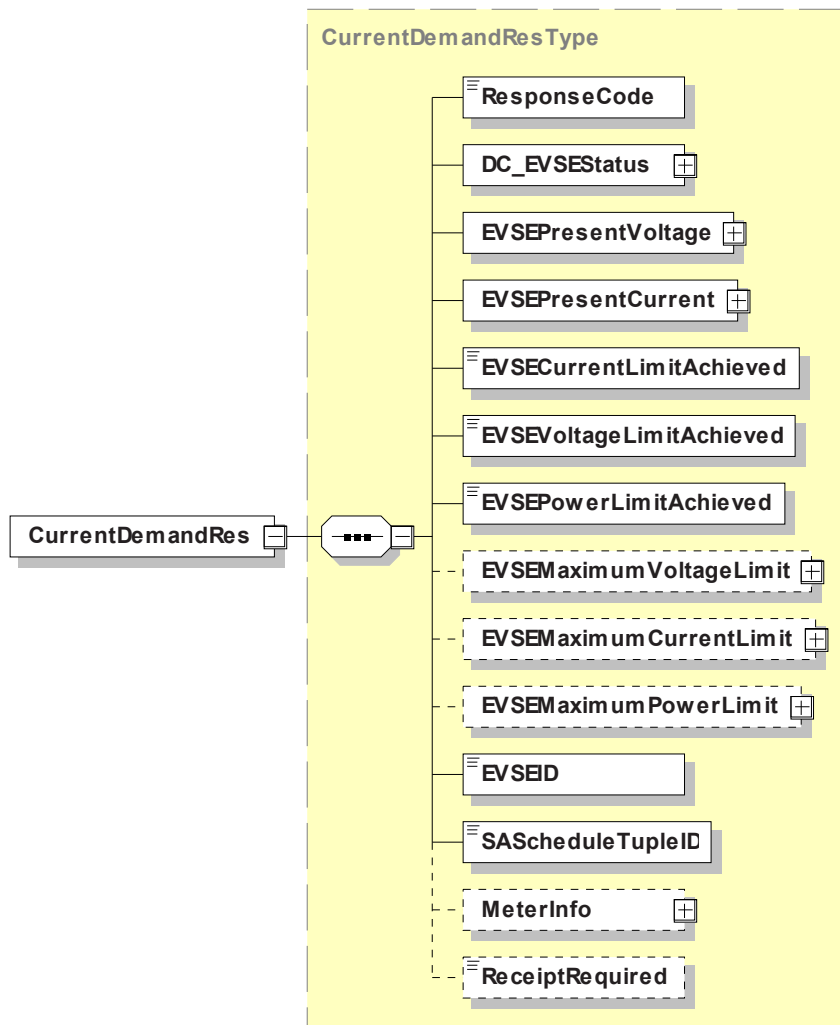 CurrentDemandResType
ResponseCode
DC_EVSEStatus
EVSEPresentVoltage
EVSEPresentCurrent
EVSECurrentLimitAchieved
EVSEVoltageLimitAchieved
EVSEPowerLimitAchieved
CurrentDemandRes
EVSEMaximumVoltageLimit
EVSEMaximumCurrentLimit
EVSEMaximumPowerLimit
EVSEID
SAScheduleTupleID
MeterInfo
ReceiptRequired